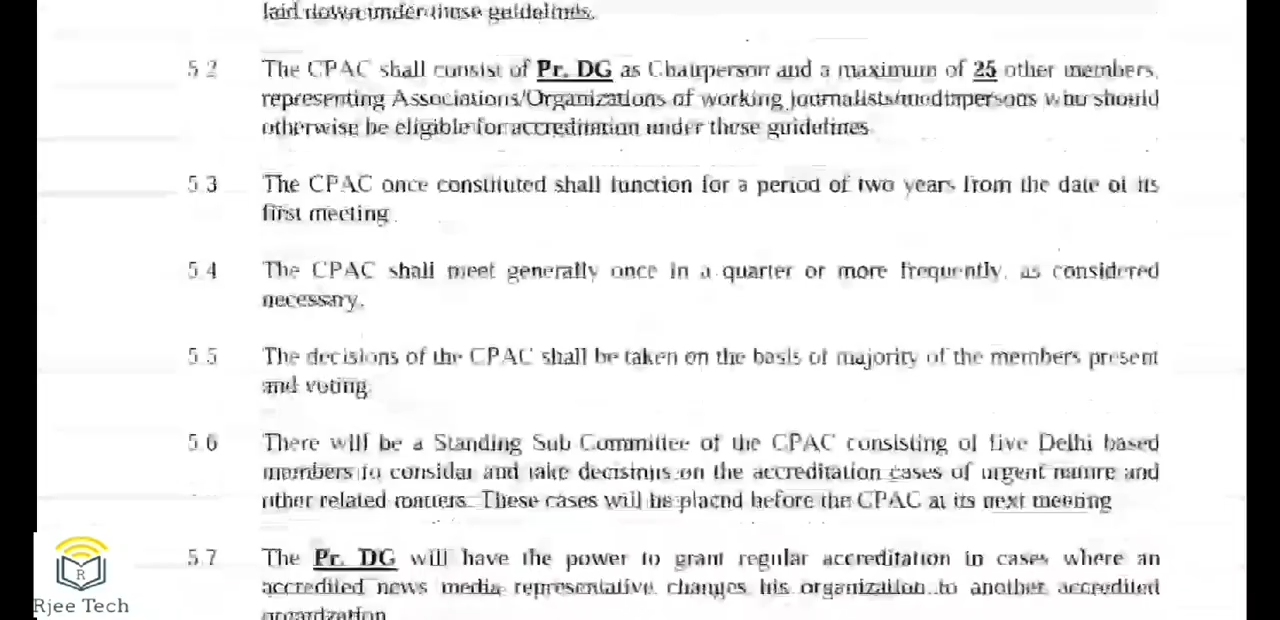 laid down under these guidelines.
5.2 The CPAC shall consist of Pr. DG as Chairperson and a maximum of 25 other members,
representing Associations/Organizations of working journalists/mediapersons who should
otherwise be eligible for accreditation under these guidelines.
5.3 The CPAC once constituted shall function for a period of two years from the date of its
first meeting.
5.4 The CPAC shall meet generally once in a quarter or more frequently, as considered
necessary.
5.5 The decisions of the CPAC shall be taken on the basis of majority of the members present
and voting.
5.6 There will be a Standing Sub Committee of the CPAC consisting of five Delhi based
members to consider and take decisions on the accreditation cases of urgent nature and
other related matters. These cases will be placed before the CPAC at its next meeting
5.7 The Pr. DG will have the power to grant regular accreditation in cases where an
accredited news media representative changes his organization to another accredited
organization
R
Rjee Tech